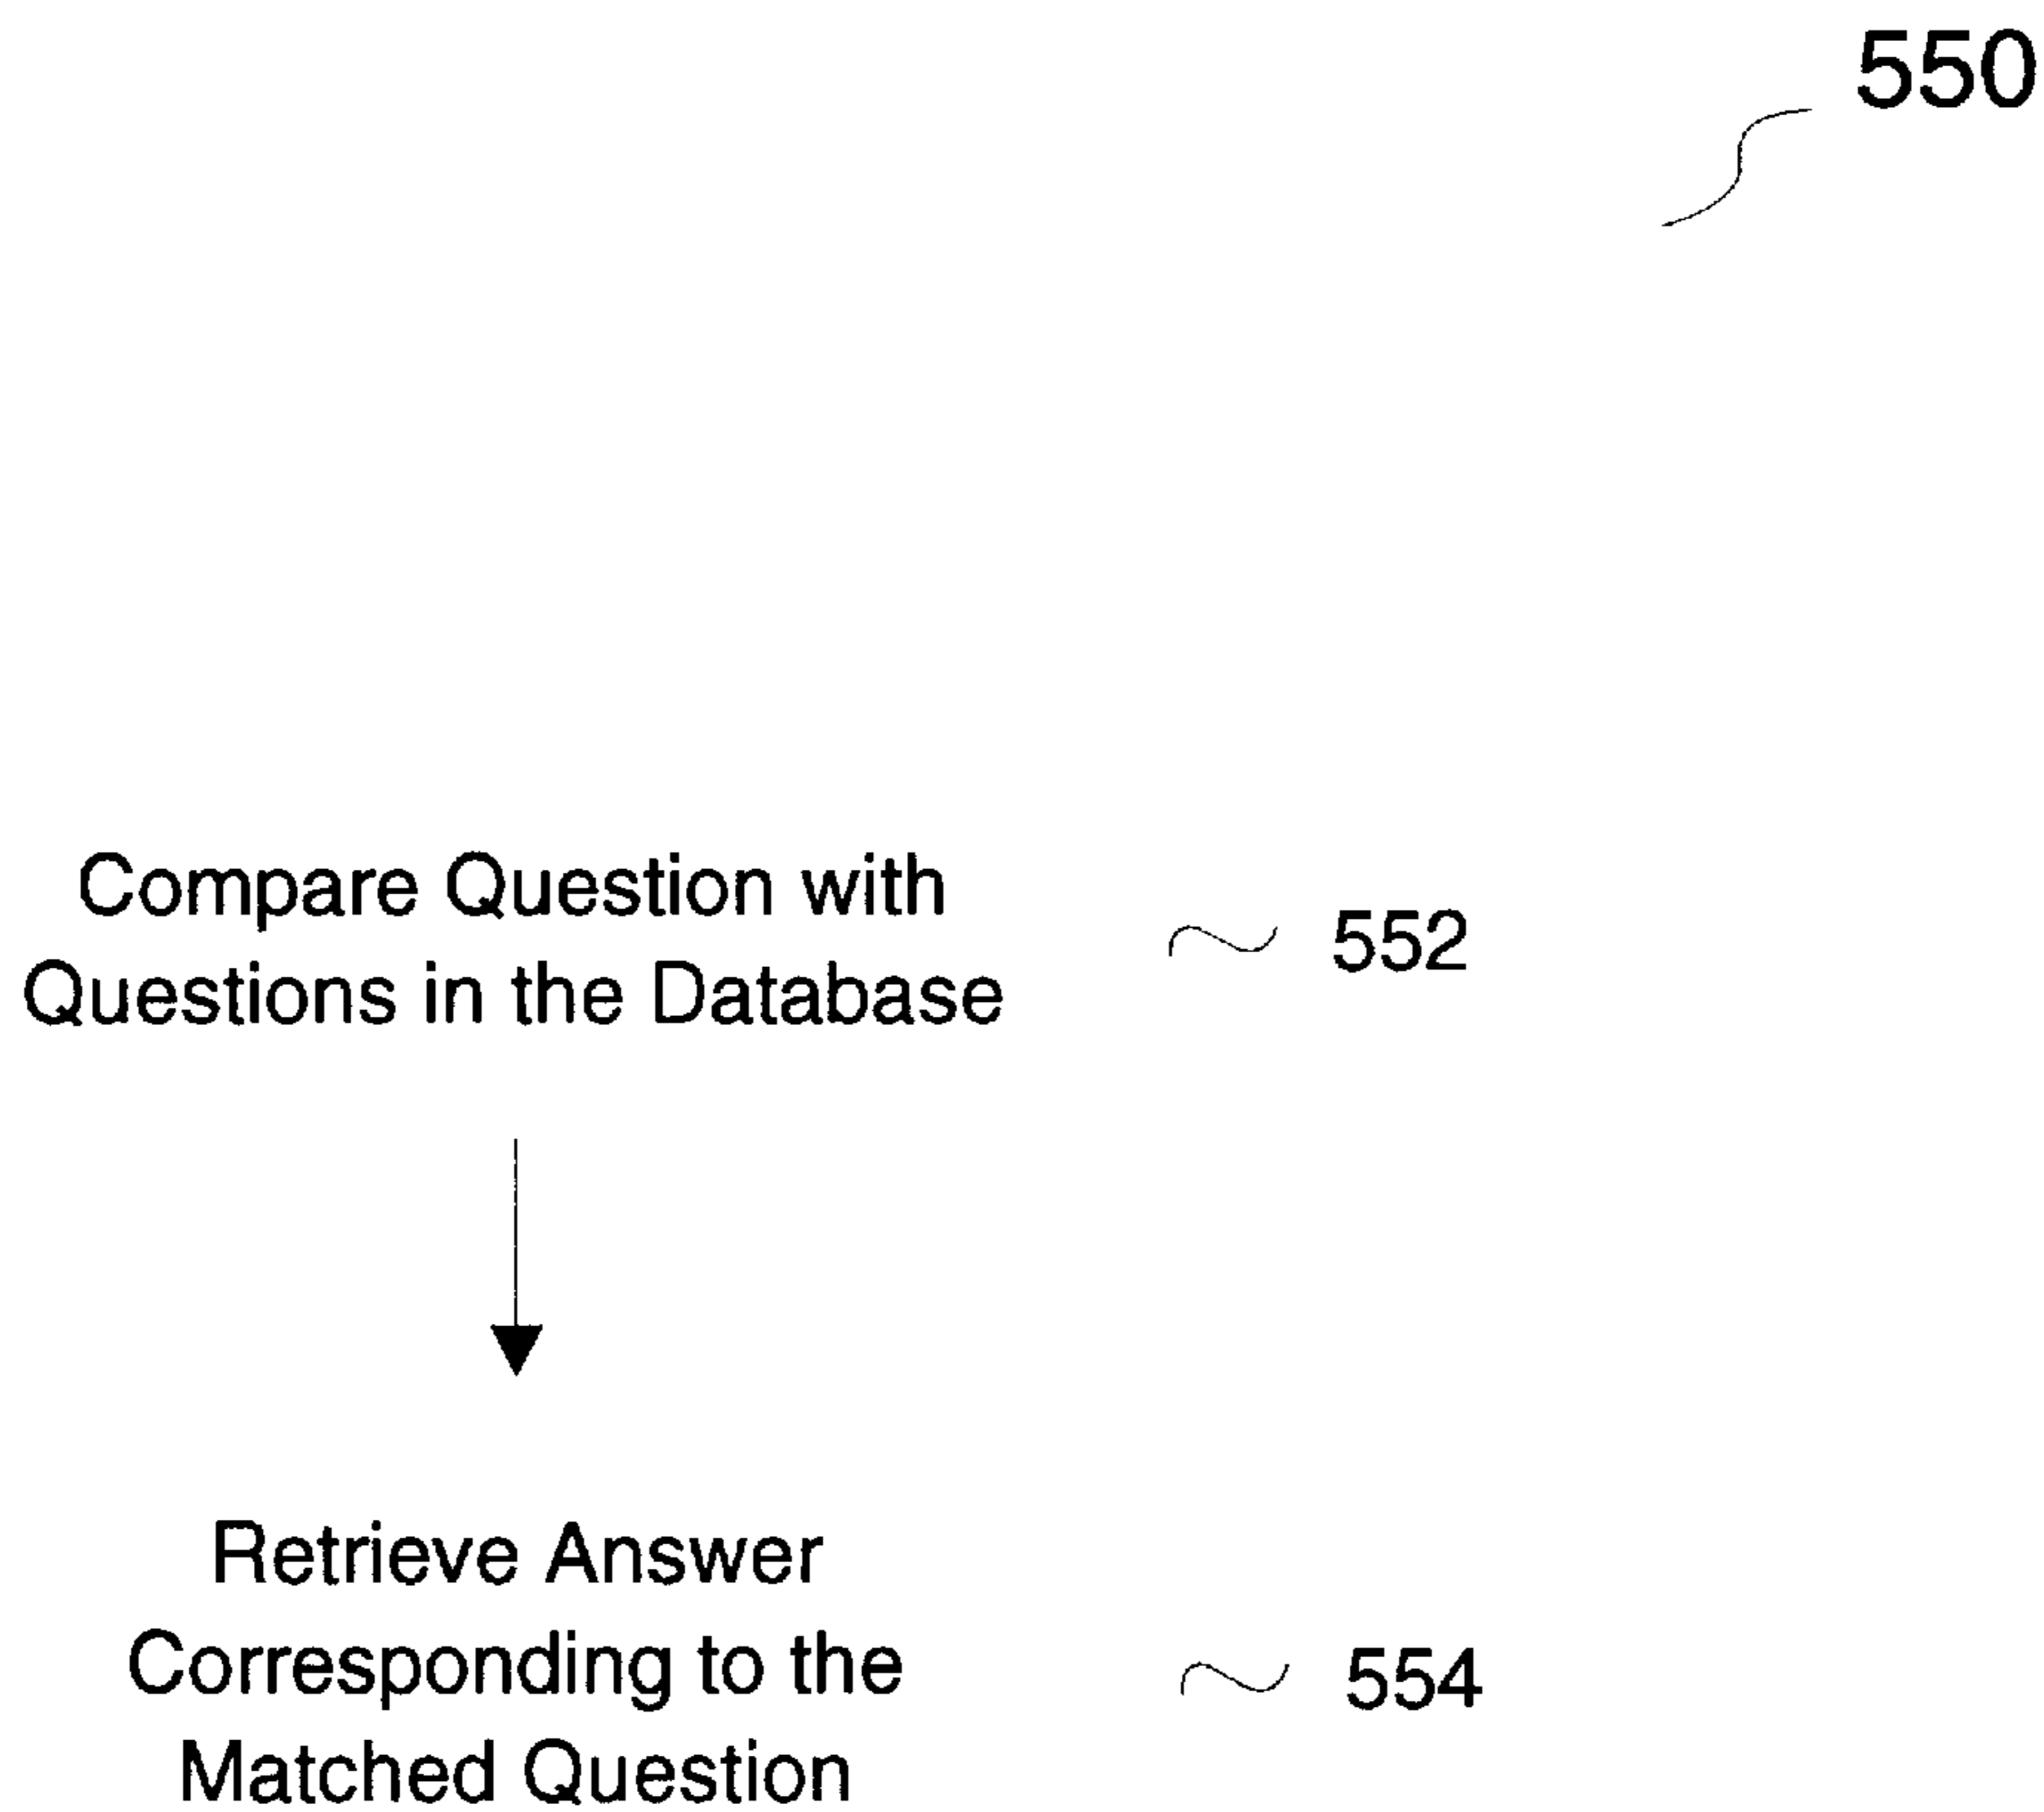 550
Compare Question with
Questions in the Database
552
Retrieve Answer
Corresponding to the
Matched Question
554